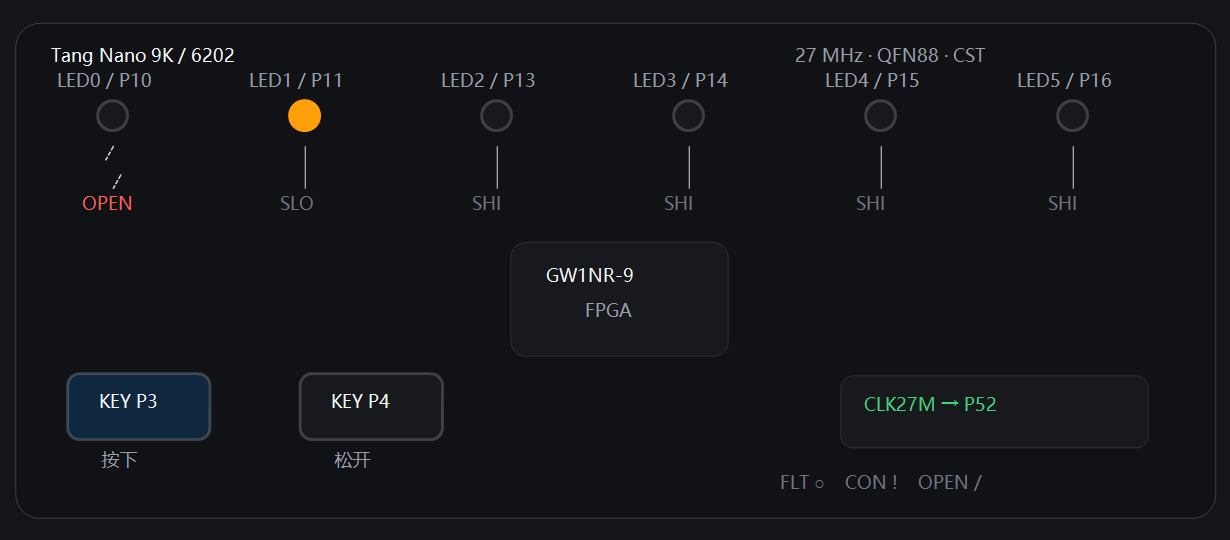 Tang Nano 9K / 6202
27 MHz · QFN88 · CST
LED0 / P10
LED1 / P11
LED2 / P13
LED3 / P14
LED4 / P15
LED5 / P16
OPEN
SLO
SHI
SHI
SHI
SHI
GW1NR-9
FPGA
KEY P3
KEY P4
CLK27M → P52
按下
松开
FLT ○ CON ! OPEN /